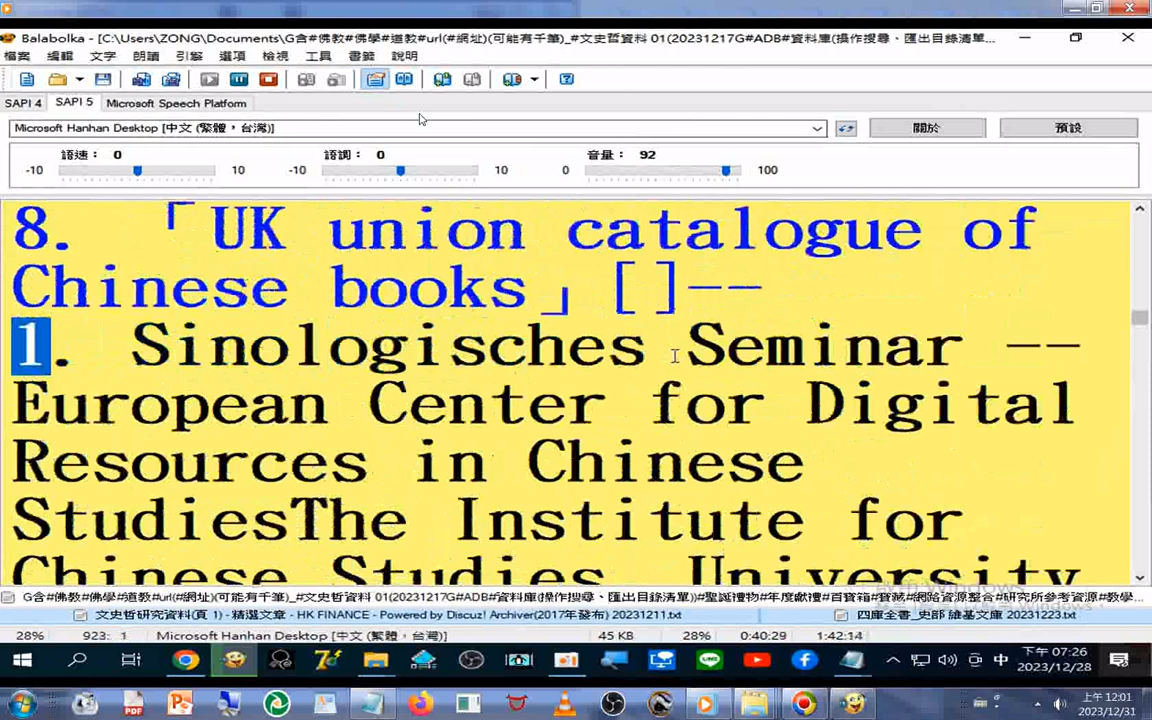 Balabolka - [C:\Users\ZONG\Documents\G含#佛教#佛學#道教#url(#網址)(可能有千筆)_#文史哲資料 01(20231217G#ADB#資料庫(操作搜尋、匯出目錄清單...
檔案 編輯 文字 朗讀 引擎 選項 檢視 工具 書籤 說明
SAPI 4 SAPI 5 Microsoft Speech Platform
Microsoft Hanhan Desktop [中文 (繁體，台灣)] 關於 預設
語速： 0 語調： 0 音量： 92
-10 10 -10 10 0 100
8. 「UK union catalogue of
Chinese books」[]--
1. Sinologisches Seminar --
European Center for Digital
Resources in Chinese
StudiesThe Institute for
Chinese Studies, University
G含#佛教#佛學#道教#url(#網址)(可能有千筆)_#文史哲資料 01(20231217G#ADB#資料庫(操作搜尋、匯出目錄清單))#聖誕禮物#年度獻禮#百寶箱#寶藏#網路資源整合#研究所參考資源#教學...
文史哲研究資料(頁 1) - 精選文章 - HK FINANCE - Powered by Discuz! Archiver(2017年發布) 20231211.txt 四庫全書_史部 維基文庫 20231223.txt
28% 923: 1 Microsoft Hanhan Desktop [中文 (繁體，台灣)] 45 KB 28% 0:40:29 1:42:14
中 下午 07:26
2023/12/28
上午 12:01
2023/12/31